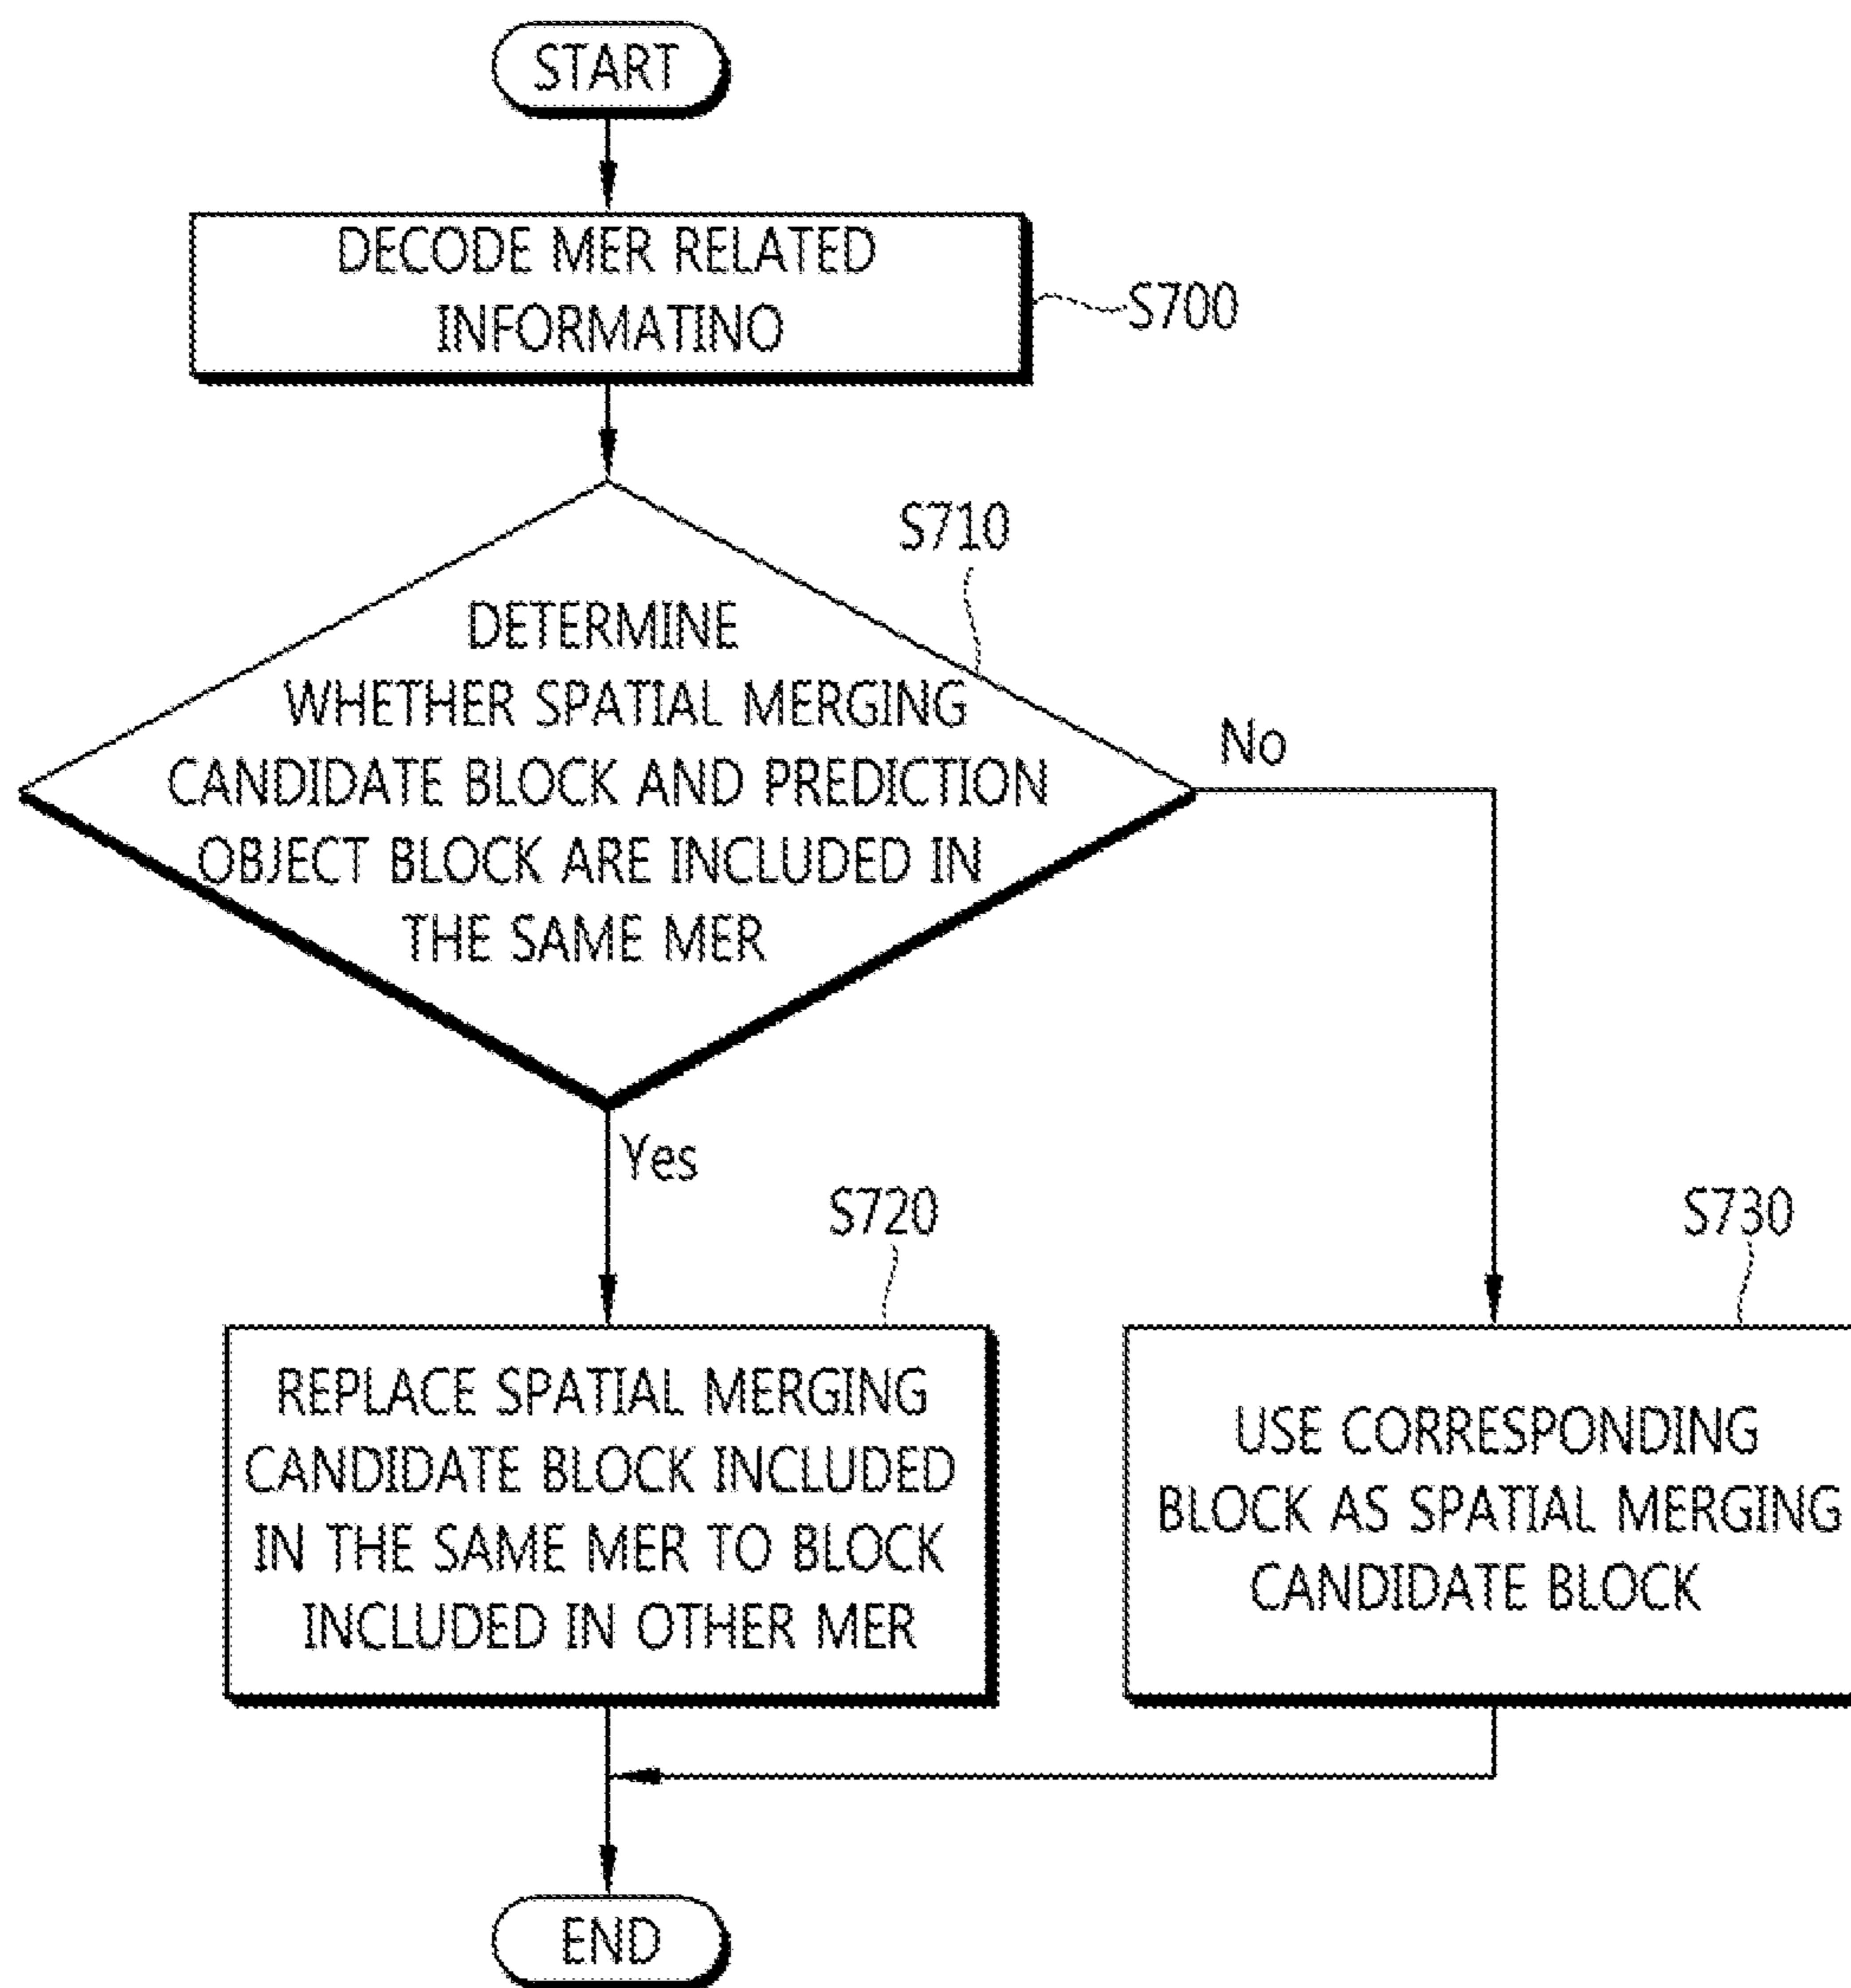 START
DECODE MER RELATED
INFORMATINO
S700
S710
DETERMINE
WHETHER SPATIAL MERGING
CANDIDATE BLOCK AND PREDICTION
OBJECT BLOCK ARE INCLUDED IN
THE SAME MER
No
Yes
S720
REPLACE SPATIAL MERGING
CANDIDATE BLOCK INCLUDED
IN THE SAME MER TO BLOCK
INCLUDED IN OTHER MER
S730
USE CORRESPONDING
BLOCK AS SPATIAL MERGING
CANDIDATE BLOCK
END